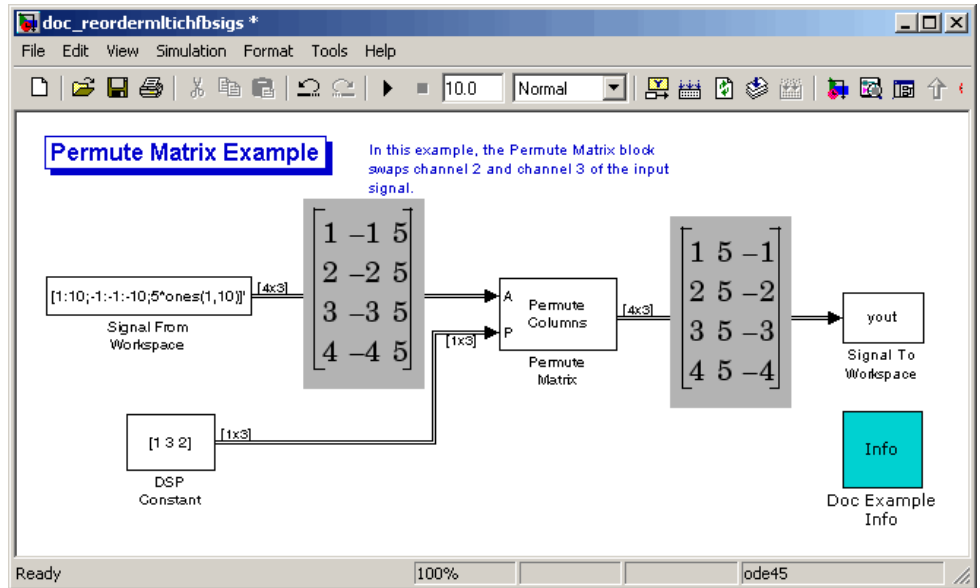 doc_reordermltichfbsigs *
File Edit View Simulation Format Tools Help
10.0 Normal
Permute Matrix Example
In this example, the Permute Matrix block
swaps channel 2 and channel 3 of the input
signal.
[1:10;-1:-1:-10;5*ones(1,10)]'
Signal From
Workspace
[4x3]
1 –1 5
2 –2 5
3 –3 5
4 –4 5
A
P
Permute
Columns
Permute
Matrix
[1x3]
[4x3]
1 5 –1
2 5 –2
3 5 –3
4 5 –4
yout
Signal To
Workspace
[1 3 2]
[1x3]
DSP
Constant
Info
Doc Example
Info
Ready 100% ode45